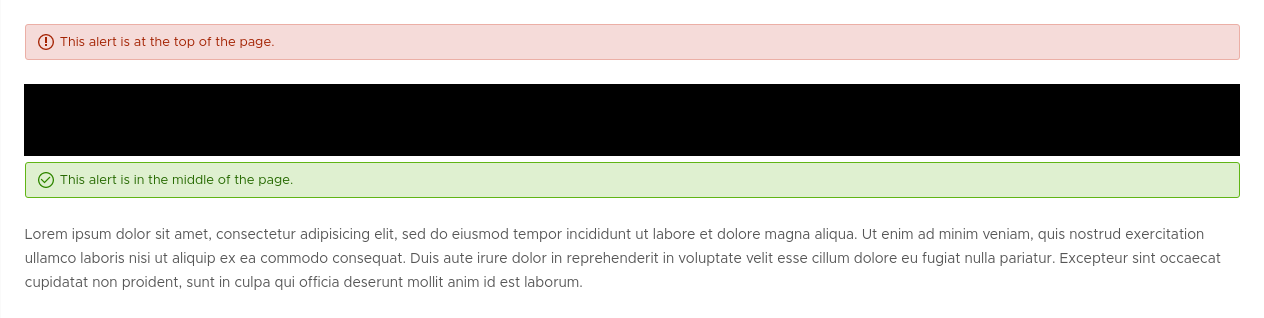 This alert is at the top of the page.
This alert is in the middle of the page.
Lorem ipsum dolor sit amet, consectetur adipisicing elit, sed do eiusmod tempor incididunt ut labore et dolore magna aliqua. Ut enim ad minim veniam, quis nostrud exercitation
ullamco laboris nisi ut aliquip ex ea commodo consequat. Duis aute irure dolor in reprehenderit in voluptate velit esse cillum dolore eu fugiat nulla pariatur. Excepteur sint occaecat
cupidatat non proident, sunt in culpa qui officia deserunt mollit anim id est laborum.